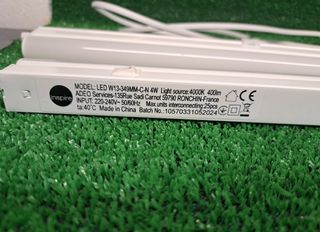 inspire
MODEL: LED W13-349MM-C-N 4W Light source:4000K 400lm
ADEO Services-135Rue Sadi Carnot 59790 RONCHIN-France
INPUT: 220-240V~ 50/60Hz Max units interconnecting:25pcs
ta:40°C Made in China Batch No.: 10570331052024